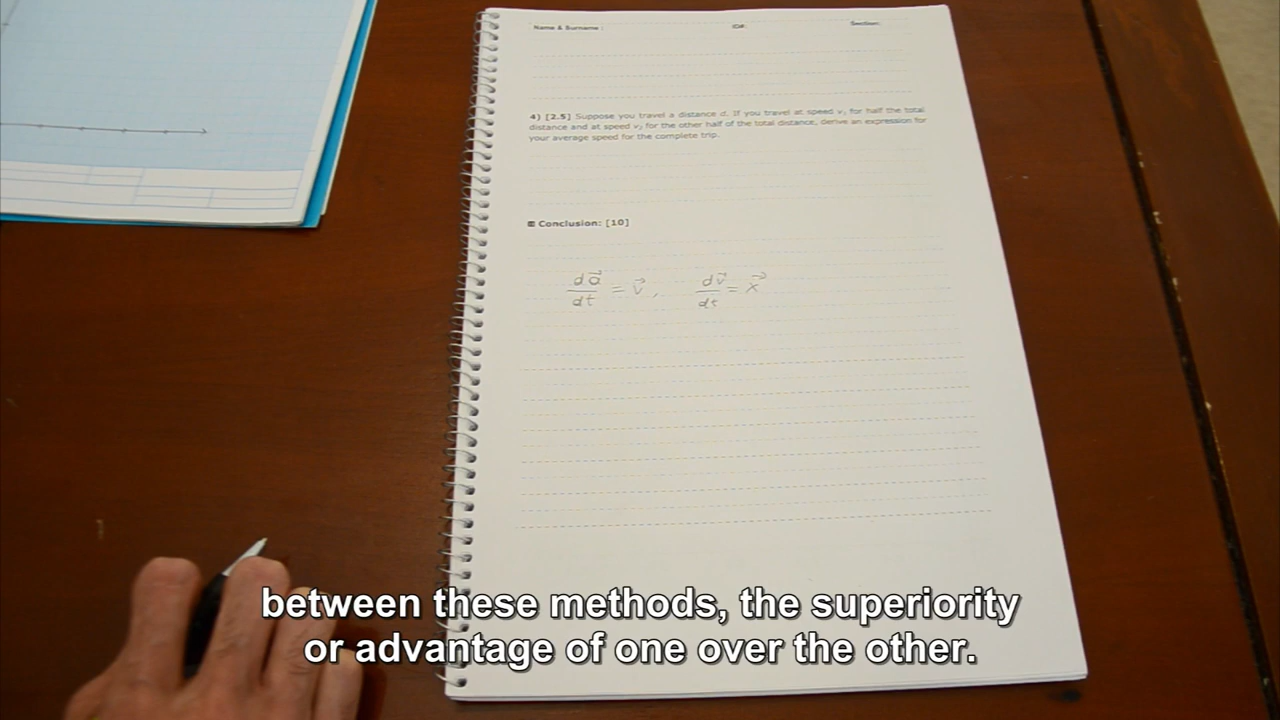 Name & Surname : ID#: Section:
4) [2.5] Suppose you travel a distance d. If you travel at speed v₁ for half the total
distance and at speed v₂ for the other half of the total distance, derive an expression for
your average speed for the complete trip.
Conclusion: [10]
da⃗/dt = v⃗ , dv⃗/dt = x⃗
between these methods, the superiority
or advantage of one over the other.